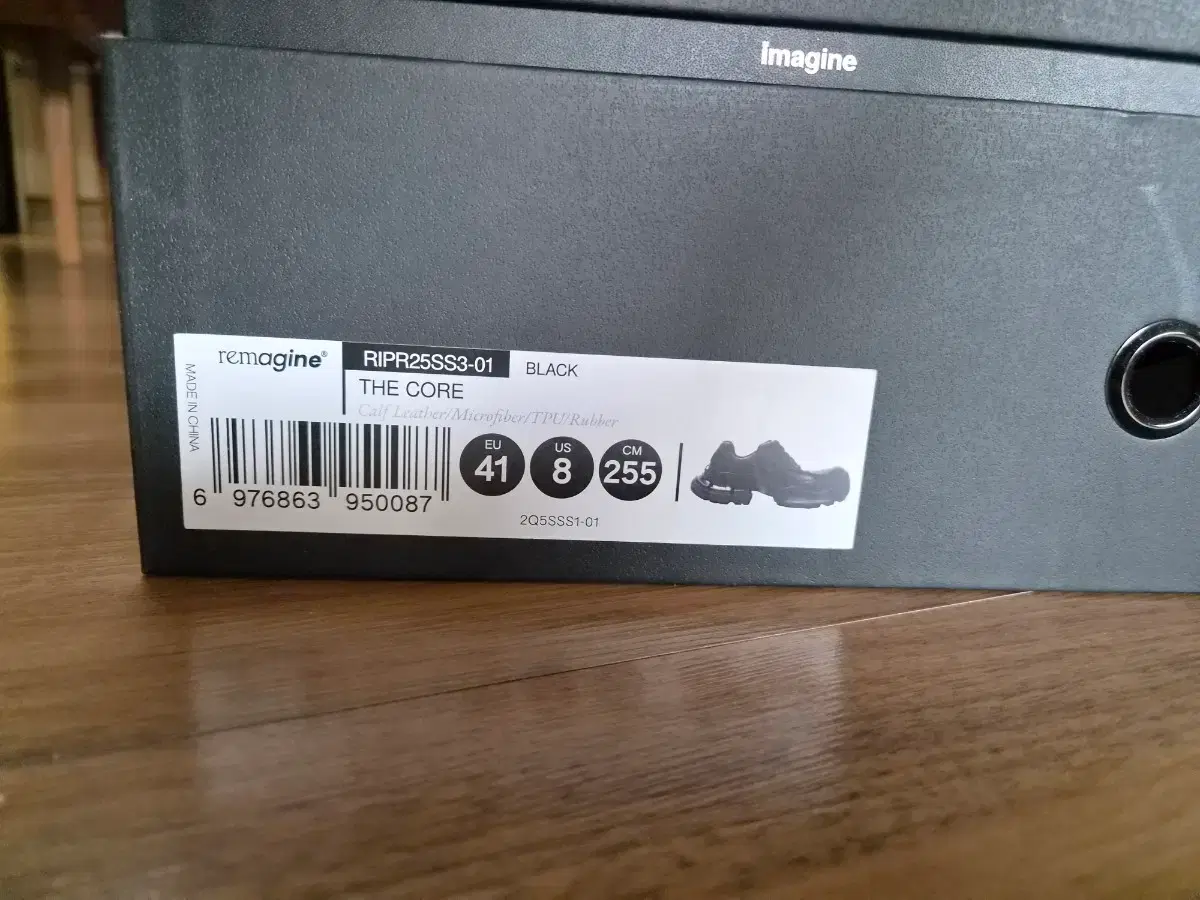 imagine
remagine®
RIPR25SS3-01
BLACK
THE CORE
Calf Leather/Microfiber/TPU/Rubber
MADE IN CHINA
EU
41
US
8
CM
255
6 976863 950087
2Q5SSS1-01